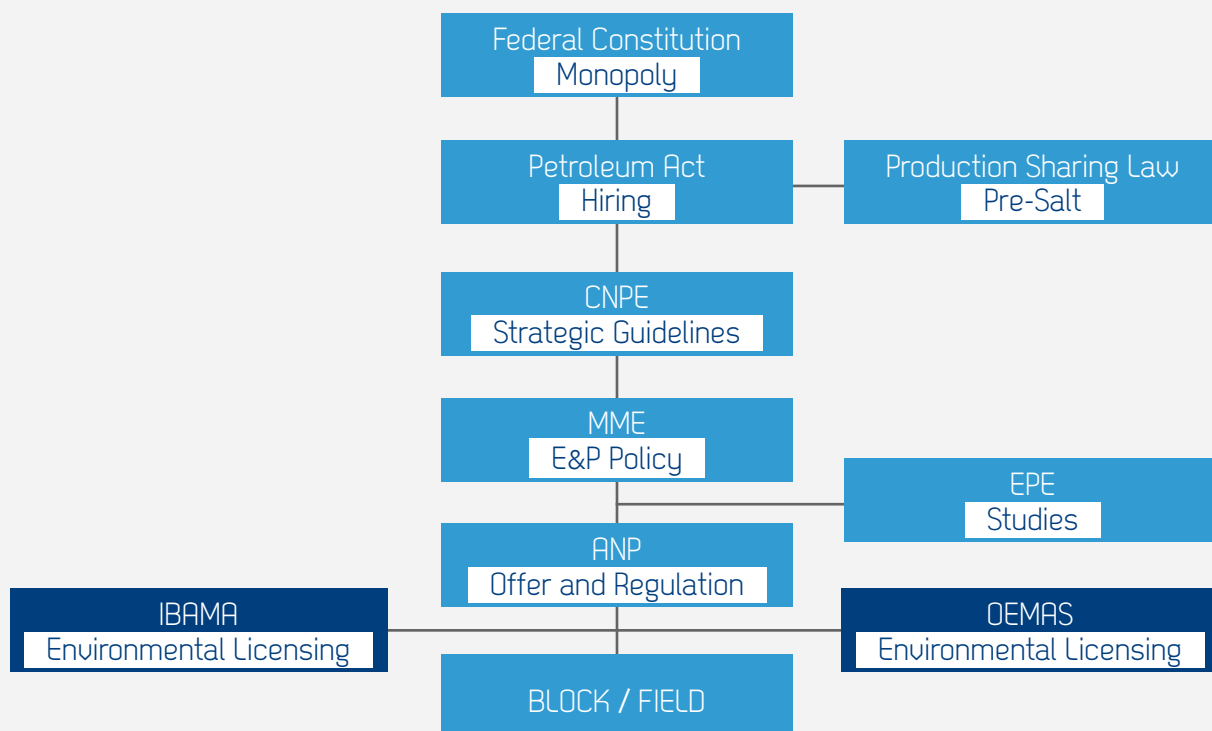 Federal Constitution
Monopoly
Petroleum Act
Hiring
Production Sharing Law
Pre-Salt
CNPE
Strategic Guidelines
MME
E&P Policy
EPE
Studies
ANP
Offer and Regulation
IBAMA
Environmental Licensing
OEMAS
Environmental Licensing
BLOCK / FIELD